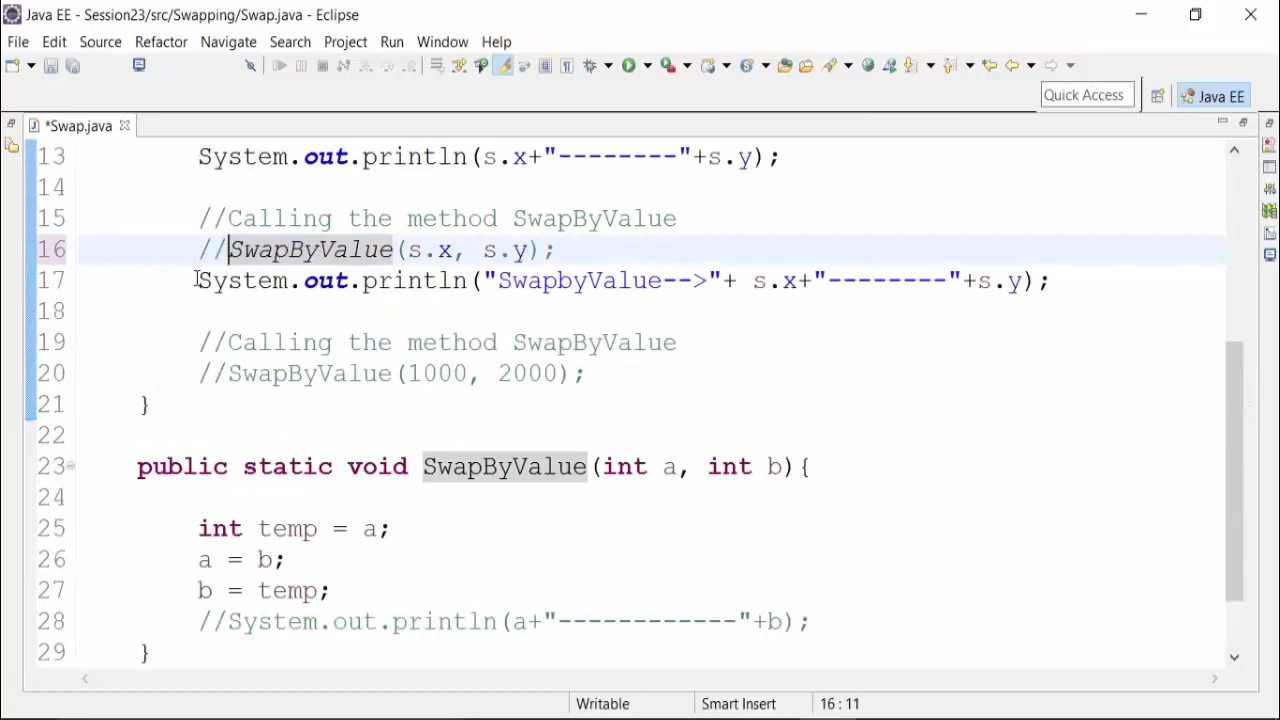 Java EE - Session23/src/Swapping/Swap.java - Eclipse
File Edit Source Refactor Navigate Search Project Run Window Help
Quick Access
Java EE
*Swap.java
13 System.out.println(s.x+"--------"+s.y);
14
15 //Calling the method SwapByValue
16 //SwapByValue(s.x, s.y);
17 System.out.println("SwapbyValue-->"+ s.x+"--------"+s.y);
18
19 //Calling the method SwapByValue
20 //SwapByValue(1000, 2000);
21 }
22
23 public static void SwapByValue(int a, int b){
24
25 int temp = a;
26 a = b;
27 b = temp;
28 //System.out.println(a+"------------"+b);
29 }
Writable Smart Insert 16 : 11